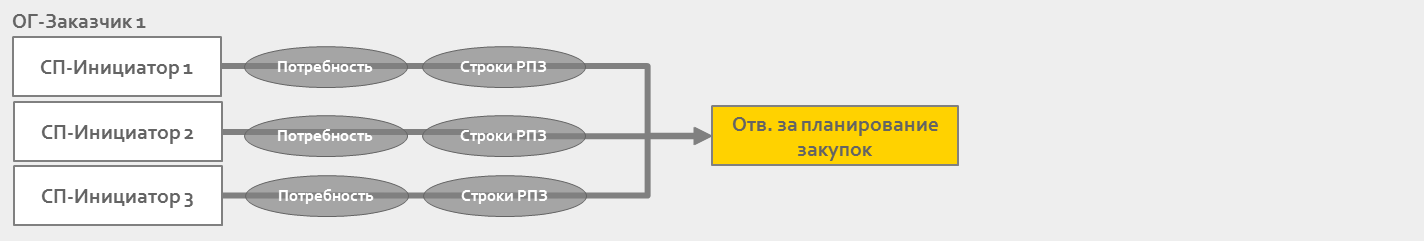 ОГ-Заказчик 1
СП-Инициатор 1
Потребность
Строки РПЗ
СП-Инициатор 2
Потребность
Строки РПЗ
Отв. за планирование
закупок
СП-Инициатор 3
Потребность
Строки РПЗ